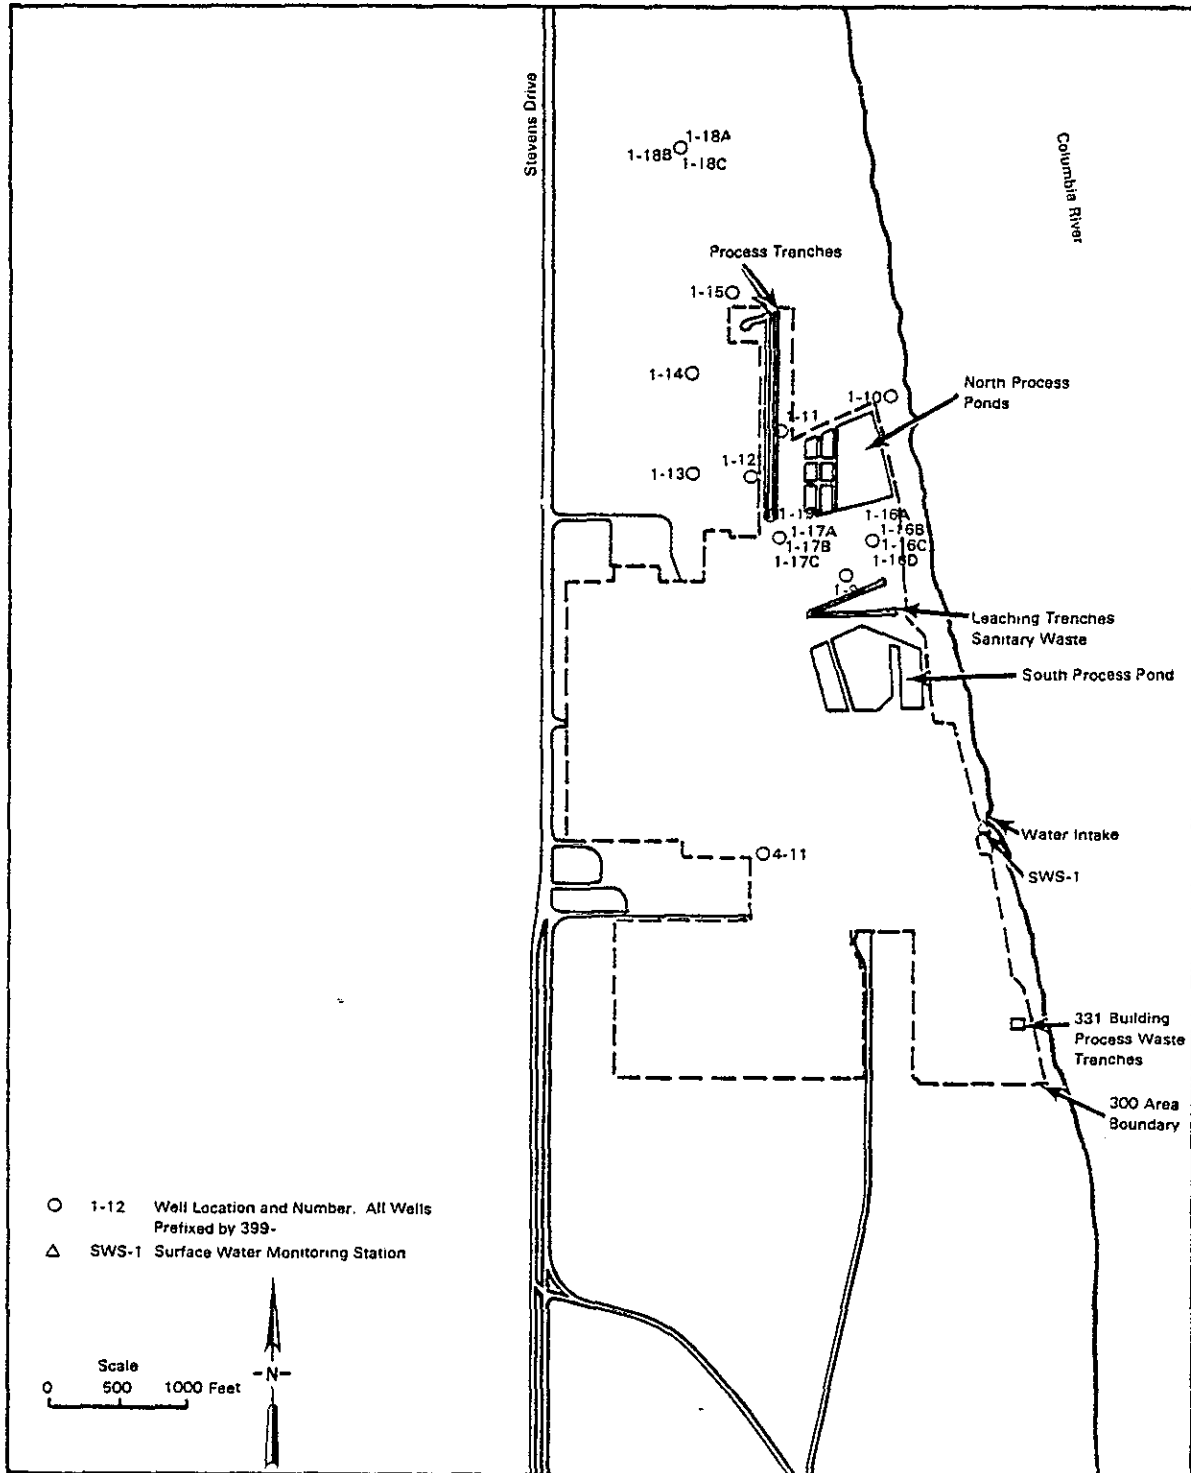 Stevens Drive
Columbia River
1-18A
1-18B
1-18C
Process Trenches
1-15
1-14
North Process
Ponds
1-10
1-11
1-12
1-13
1-16A
1-17A
1-16B
1-17B
1-16C
1-17C
1-16D
Leaching Trenches
Sanitary Waste
South Process Pond
Water Intake
SWS-1
4-11
331 Building
Process Waste
Trenches
300 Area
Boundary
1-12 Well Location and Number. All Wells
Prefixed by 399-
SWS-1 Surface Water Monitoring Station
Scale
0 500 1000 Feet
-N-